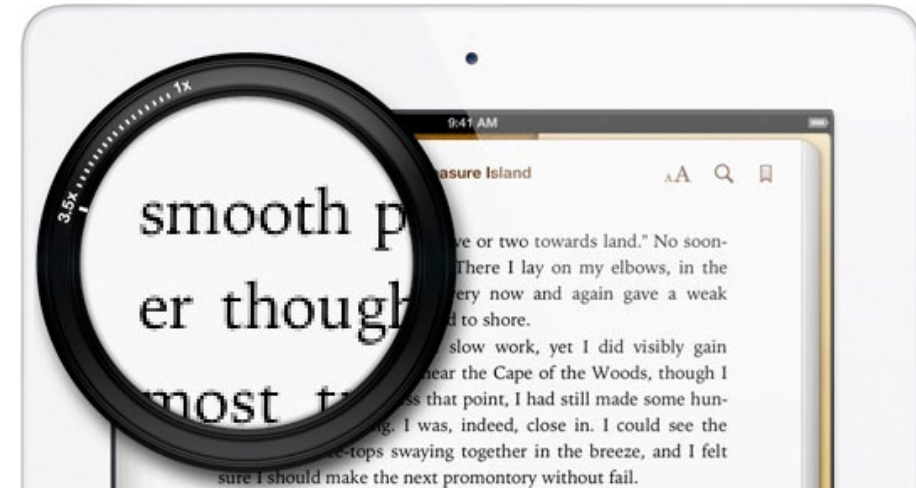 1x
3.5x
9:41 AM
asure Island
AA
smooth p
ve or two towards land." No soon-
There I lay on my elbows, in the
er though
very now and again gave a weak
d to shore.
slow work, yet I did visibly gain
near the Cape of the Woods, though I
most
ss that point, I had still made some hun-
g. I was, indeed, close in. I could see the
e-tops swaying together in the breeze, and I felt
sure I should make the next promontory without fail.